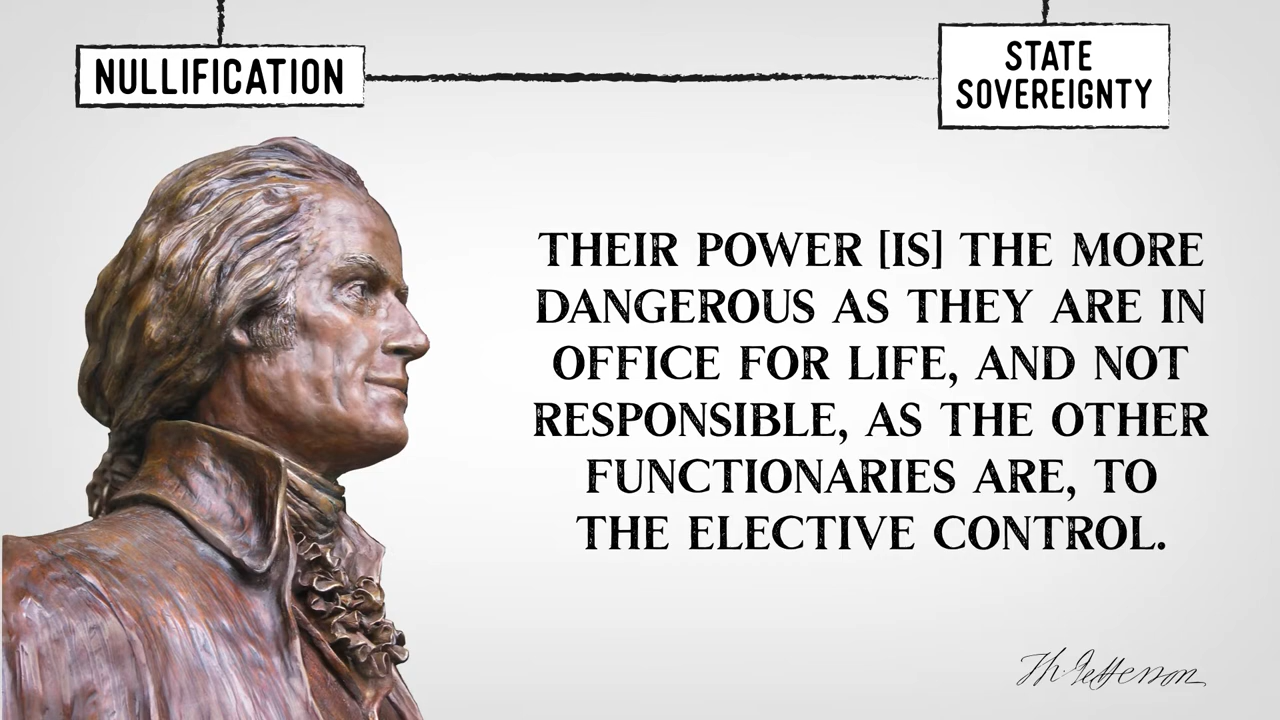 NULLIFICATION
STATE
SOVEREIGNTY
THEIR POWER [IS] THE MORE
DANGEROUS AS THEY ARE IN
OFFICE FOR LIFE, AND NOT
RESPONSIBLE, AS THE OTHER
FUNCTIONARIES ARE, TO
THE ELECTIVE CONTROL.
Th. Jefferson